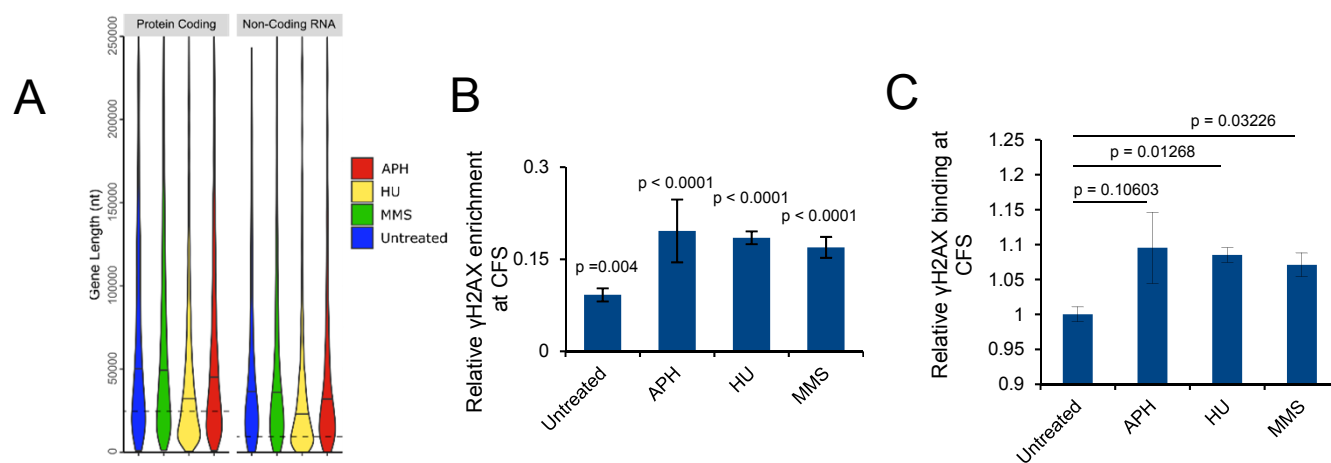 A
Protein Coding
Non-Coding RNA
Gene Length (nt)
250000
200000
150000
100000
50000
0
APH
HU
MMS
Untreated
B
Relative γH2AX enrichment
at CFS
0.3
0.15
0
p =0.004
p < 0.0001
p < 0.0001
p < 0.0001
Untreated
APH
HU
MMS
C
Relative γH2AX binding at
CFS
1.25
1.2
1.15
1.1
1.05
1
0.95
0.9
p = 0.03226
p = 0.01268
p = 0.10603
Untreated
APH
HU
MMS